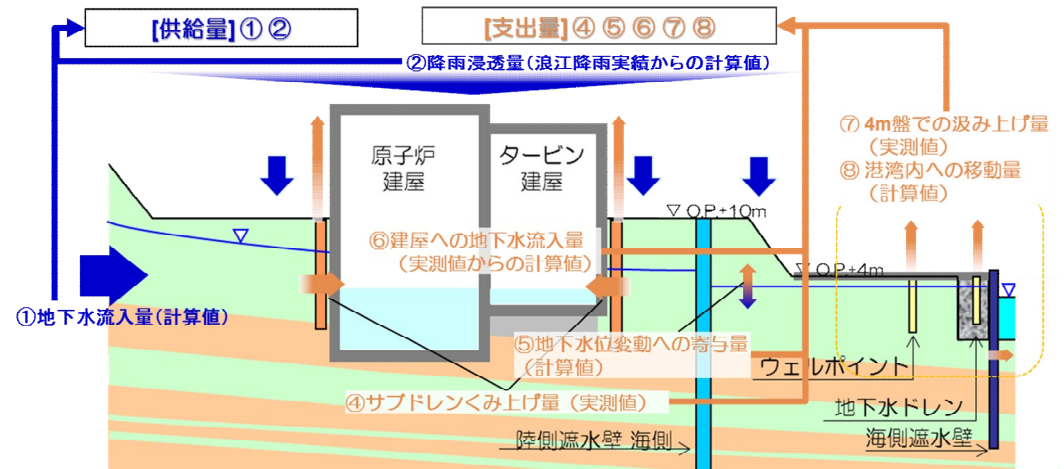 [供給量]① ②
[支出量]④ ⑤ ⑥ ⑦ ⑧
②降雨浸透量(浪江降雨実績からの計算値)
⑦ 4m盤での汲み上げ量
(実測値)
⑧ 港湾内への移動量
(計算値)
原子炉
建屋
タービン
建屋
O.P.+10m
⑥建屋への地下水流入量
(実測値からの計算値)
O.P.+4m
①地下水流入量(計算値)
⑤地下水位変動への寄与量
(計算値)
ウェルポイント
④サブドレンくみ上げ量(実測値)
地下水ドレン
陸側遮水壁 海側
海側遮水壁